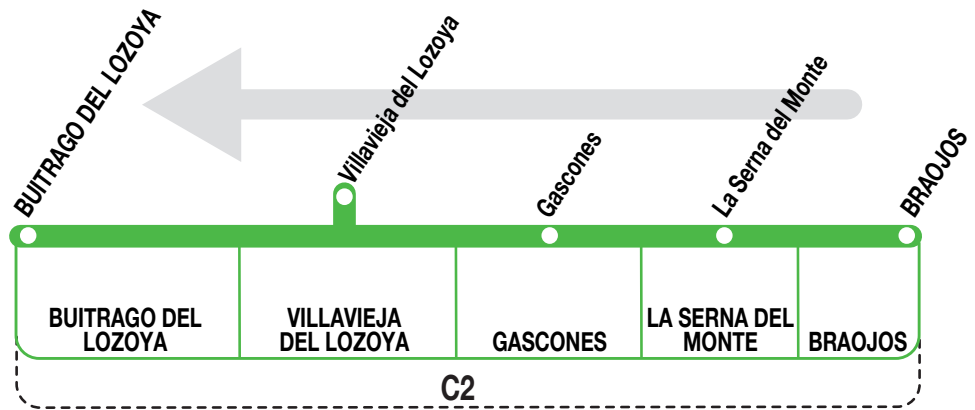 BUITRAGO DEL LOZOYA
Villavieja del Lozoya
Gascones
La Serna del Monte
BRAOJOS
BUITRAGO DEL
LOZOYA
VILLAVIEJA
DEL LOZOYA
GASCONES
LA SERNA DEL
MONTE
BRAOJOS
C2